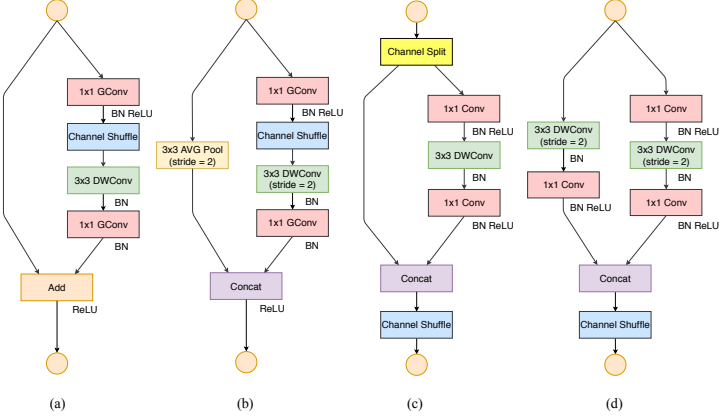 1x1 GConv
BN ReLU
Channel Shuffle
3x3 DWConv
BN
1x1 GConv
BN
Add
ReLU
(a)
1x1 GConv
BN ReLU
Channel Shuffle
3x3 AVG Pool
(stride = 2)
3x3 DWConv
(stride = 2)
BN
1x1 GConv
BN
Concat
ReLU
(b)
Channel Split
1x1 Conv
BN ReLU
3x3 DWConv
BN
1x1 Conv
BN ReLU
Concat
Channel Shuffle
(c)
1x1 Conv
BN ReLU
3x3 DWConv
(stride = 2)
BN
1x1 Conv
BN ReLU
3x3 DWConv
(stride = 2)
BN
1x1 Conv
BN ReLU
Concat
Channel Shuffle
(d)